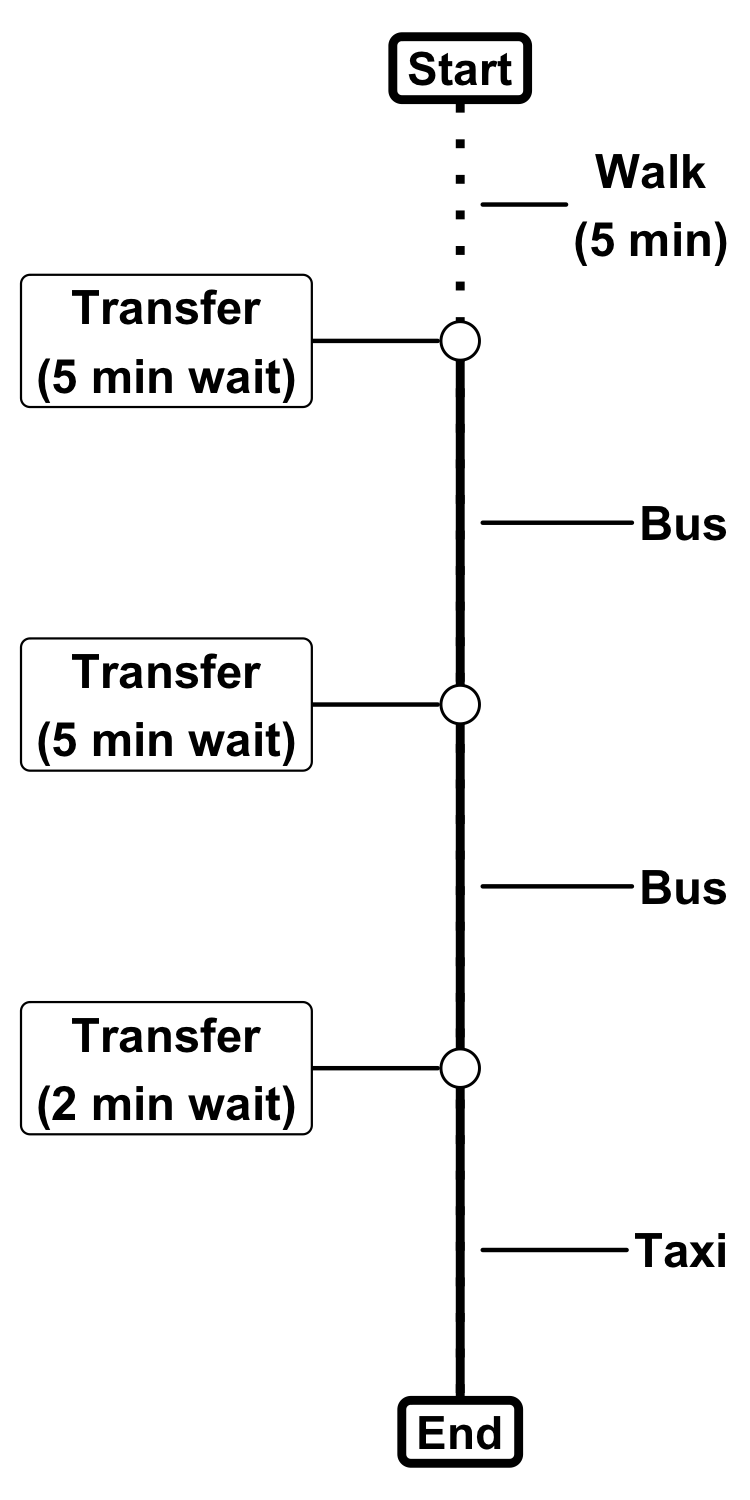 Start
Walk
(5 min)
Transfer
(5 min wait)
Bus
Transfer
(5 min wait)
Bus
Transfer
(2 min wait)
Taxi
End